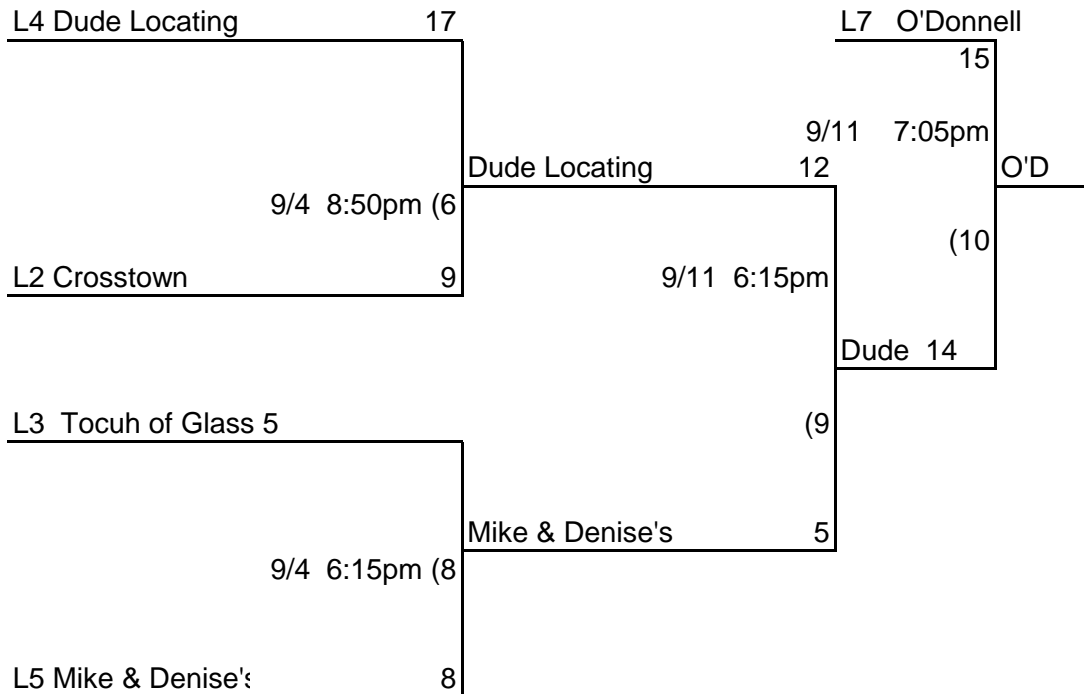 L4 Dude Locating 17
L7 O'Donnell
15
9/11 7:05pm
Dude Locating 12
O'D
9/4 8:50pm (6
(10
L2 Crosstown 9
9/11 6:15pm
Dude 14
L3 Tocuh of Glass 5
(9
Mike & Denise's 5
9/4 6:15pm (8
L5 Mike & Denise's 8